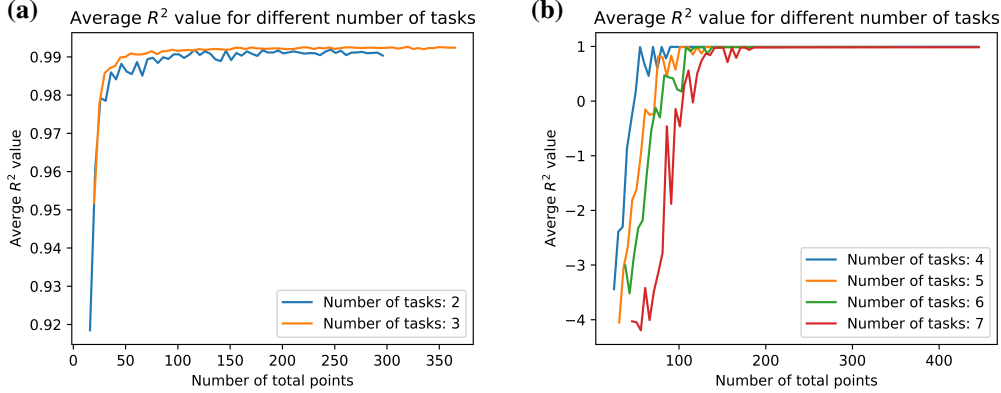 (a)
Average R² value for different number of tasks
0.99
0.98
0.97
0.96
0.95
0.94
0.93
0.92
Averge R² value
0
50
100
150
200
250
300
350
Number of total points
Number of tasks: 2
Number of tasks: 3
(b)
Average R² value for different number of tasks
1
0
−1
−2
−3
−4
Averge R² value
100
200
300
400
Number of total points
Number of tasks: 4
Number of tasks: 5
Number of tasks: 6
Number of tasks: 7